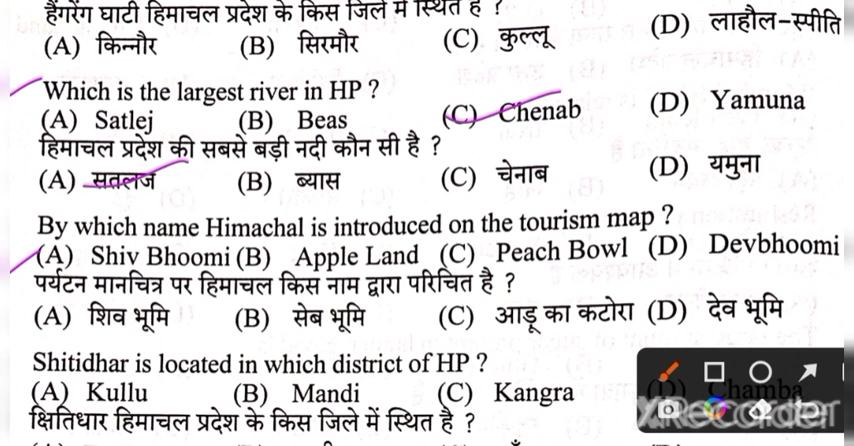 हैंगरंग घाटी हिमाचल प्रदेश के किस जिले में स्थित है ?
(A) किन्नौर (B) सिरमौर (C) कुल्लू (D) लाहौल-स्पीति
Which is the largest river in HP ?
(A) Satlej (B) Beas (C) Chenab (D) Yamuna
हिमाचल प्रदेश की सबसे बड़ी नदी कौन सी है ?
(A) सतलज (B) ब्यास (C) चेनाब (D) यमुना
By which name Himachal is introduced on the tourism map ?
(A) Shiv Bhoomi (B) Apple Land (C) Peach Bowl (D) Devbhoomi
पर्यटन मानचित्र पर हिमाचल किस नाम द्वारा परिचित है ?
(A) शिव भूमि (B) सेब भूमि (C) आड़ू का कटोरा (D) देव भूमि
Shitidhar is located in which district of HP ?
(A) Kullu (B) Mandi (C) Kangra (D) Chamba
क्षितिधार हिमाचल प्रदेश के किस जिले में स्थित है ?
XRecorder